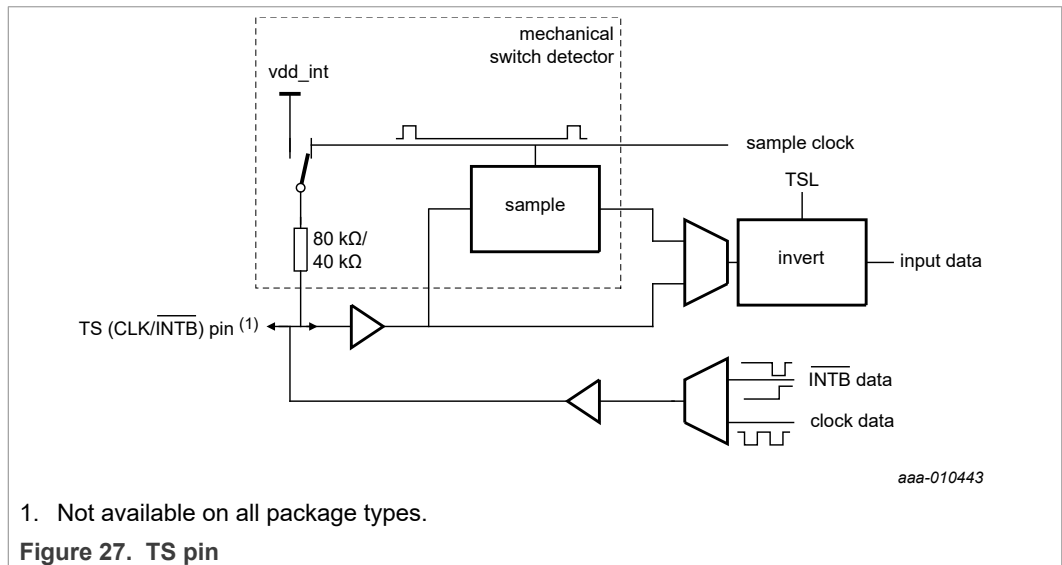 mechanical
switch detector
vdd_int
sample clock
TSL
sample
80 kΩ/
40 kΩ
invert
input data
TS (CLK/INTB) pin (1)
INTB data
clock data
aaa-010443
1. Not available on all package types.
Figure 27. TS pin